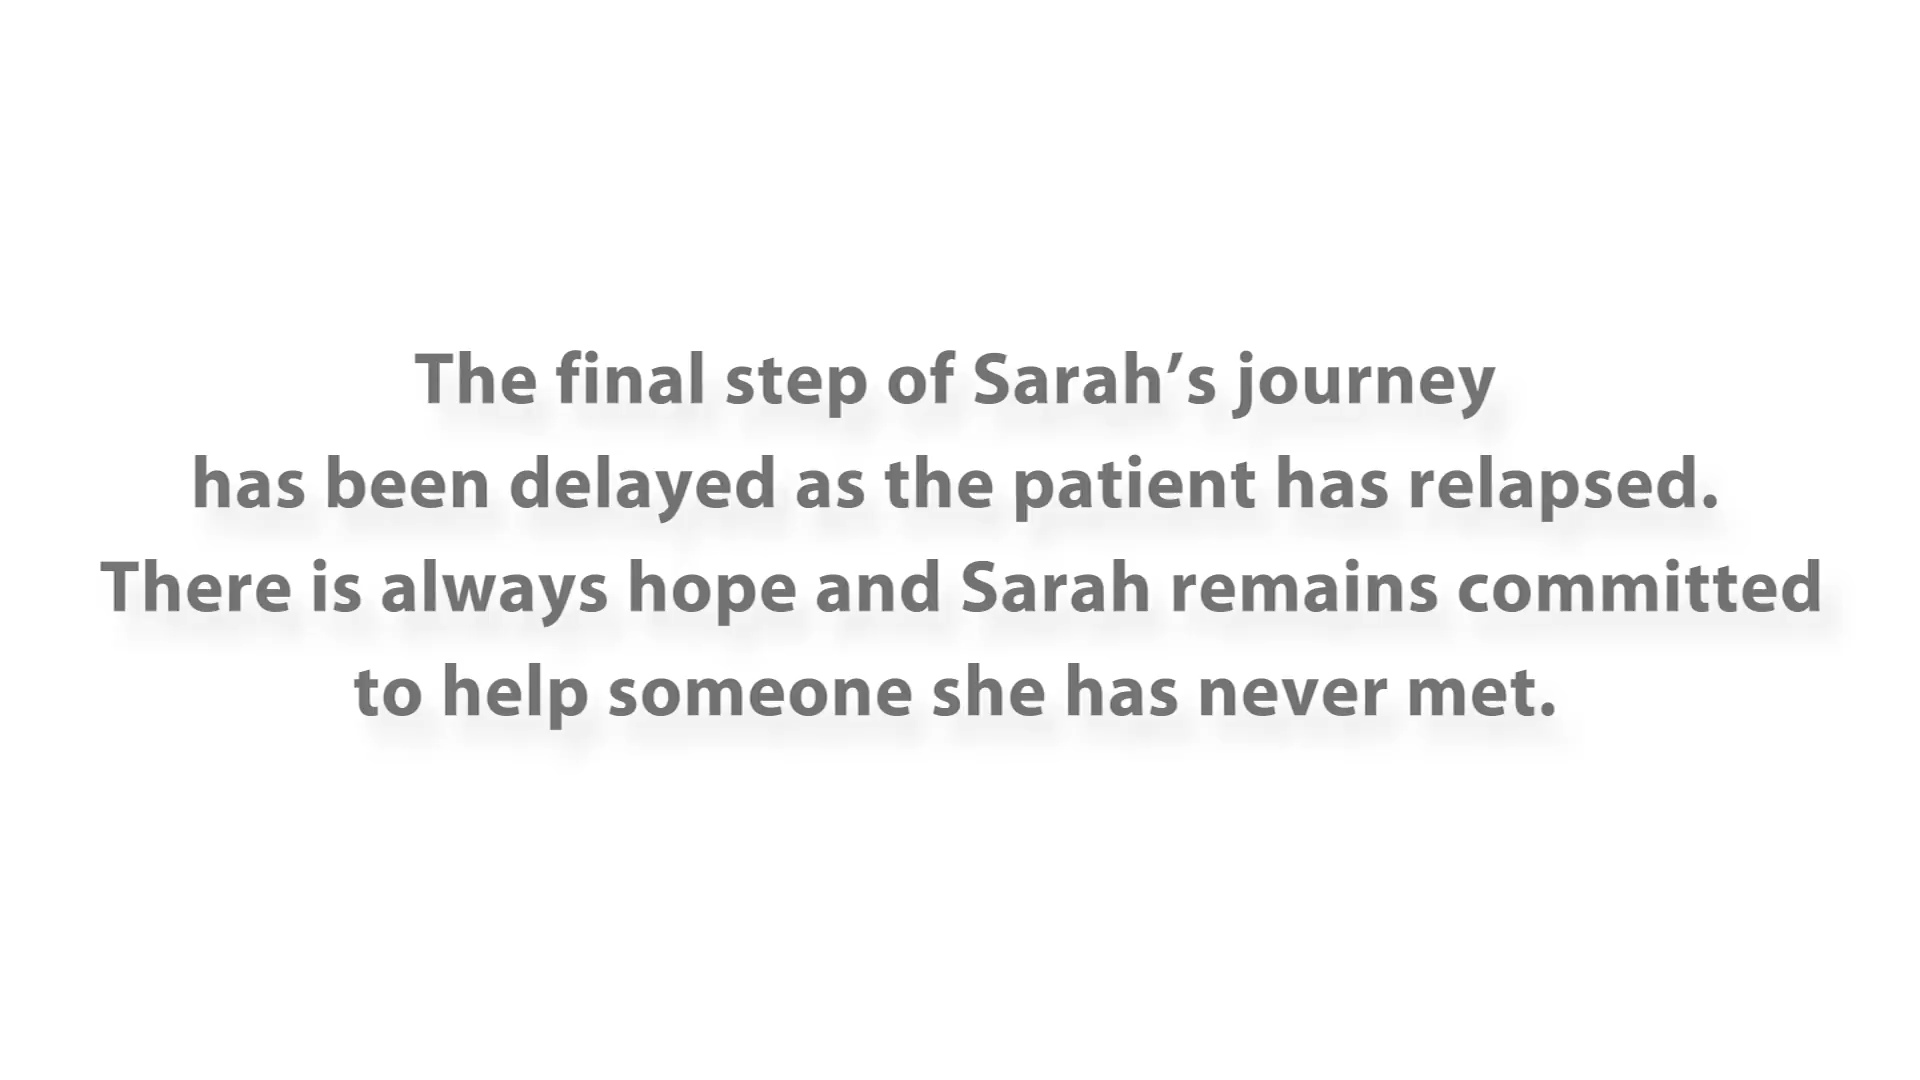 The final step of Sarah’s journey
has been delayed as the patient has relapsed.
There is always hope and Sarah remains committed
to help someone she has never met.